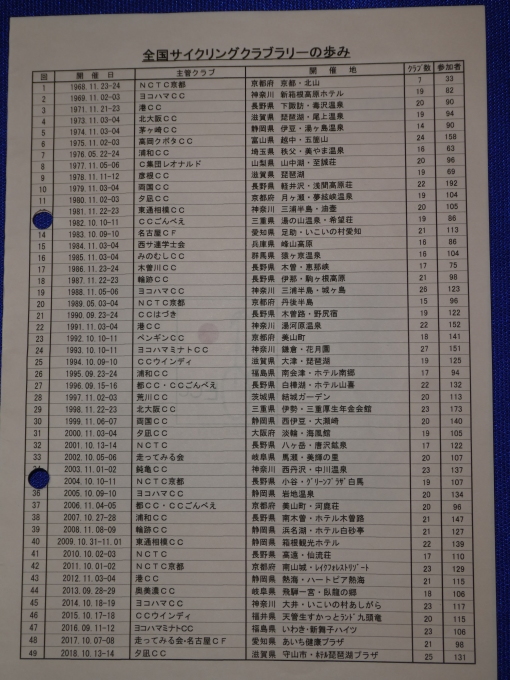 全国サイクリングクラブラリーの歩み
回 開催日 主管クラブ 開催地 クラブ数 参加者
1 1968.11.23-24 NCTC京都 京都府 京都・北山 7 33
2 1969.11.02-03 ヨコハマCC 神奈川 新箱根高原ホテル 19 82
3 1971.11.21-23 港CC 長野県 下諏訪・毒沢温泉 20 90
4 1973.11.03-04 北大阪CC 滋賀県 琵琶湖・尾上温泉 19 94
5 1974.11.03-04 茅ヶ崎CC 静岡県 伊豆・湯ヶ島温泉 14 90
6 1975.11.02-03 高岡クボタCC 富山県 越中・五箇山 24 158
7 1976.05.22-24 浦和CC 埼玉県 秩父・美やま温泉 16 63
8 1977.11.05-06 C集団レオナルド 山梨県 山中湖・至誠荘 20 96
9 1978.11.11-12 彦根CC 滋賀県 琵琶湖 19 69
10 1979.11.03-04 両国CC 長野県 軽井沢・浅間高原荘 22 192
11 1980.11.02-03 夕凪CC 京都府 月ヶ瀬・夢絃峡温泉 19 104
1981.11.22-23 東通相模CC 神奈川 三浦半島・油壷 20 105
1982.10.10-11 CCごんべえ 三重県 湯の山温泉・希望荘 19 86
14 1983.10.09-10 名古屋CF 愛知県 足助・いこいの村愛知 21 113
15 1984.11.03-04 西サ連学士会 兵庫県 峰山高原 16 86
16 1985.11.03-04 みのむしCC 群馬県 猿ヶ京温泉 16 104
17 1986.11.23-24 木曽川CC 長野県 木曽・恵那峡 17 75
18 1987.11.22-23 輪跡CC 長野県 伊那・駒ヶ根高原 21 98
19 1988.11.05-06 ヨコハマCC 神奈川 三浦半島・城ヶ島 25 123
20 1989.05.03-04 NCTC京都 京都府 丹後半島 15 96
21 1990.09.23-24 CCはづき 長野県 木曽路・野尻宿 19 122
22 1991.11.03-04 港CC 神奈川 湯河原温泉 22 152
23 1992.10.10-11 ペンギンCC 京都府 美山町 18 141
24 1993.10.10-11 ヨコハマミナトCC 神奈川 鎌倉・花月園 27 151
25 1994.10.09-10 CCウインディ 滋賀県 大津・琵琶湖 19 125
26 1995.09.23-24 浦和CC 福島県 南会津・ホテル南郷 17 94
27 1996.09.15-16 都CC・CCごんべえ 長野県 白樺湖・ホテル山喜 22 132
28 1997.11.02-03 荒川CC 茨城県 結城ガーデン 20 113
29 1998.11.22-23 北大阪CC 三重県 伊勢・三重厚生年金会館 23 173
30 1999.11.06-07 両国CC 静岡県 西伊豆・大瀬崎 20 140
31 2000.11.03-04 夕凪CC 大阪府 淡輪・海風館 19 105
32 2001.10.13-14 NCTC 長野県 八ヶ岳・唐沢鉱泉 17 122
33 2002.10.05-06 走ってみる会 岐阜県 馬瀬・美輝の里 20 107
2003.11.01-02 鈍亀CC 神奈川 西丹沢・中川温泉 23 137
2004.10.10-11 NCTC京都 長野県 小谷・グリーンプラザ白馬 19 107
36 2005.10.09-10 ヨコハマCC 静岡県 岩地温泉 20 134
37 2006.11.04-05 都CC・CCごんべえ 京都府 美山町・河鹿荘 20 96
38 2007.10.27-28 浦和CC 長野県 南木曽・ホテル木曽路 21 147
39 2008.11.08-09 輪跡CC 静岡県 浜名湖・ホテル白砂亭 21 127
40 2009.10.31-11.01 東通相模CC 静岡県 箱根観光ホテル 22 139
41 2010.10.02-03 NCTC 長野県 高遠・仙流荘 17 110
42 2011.10.01-02 NCTC京都 京都府 南山城・レイクフォレストリゾート 23 129
43 2012.11.03-04 港CC 静岡県 熱海・ハートピア熱海 21 115
44 2013.09.28-29 奥美濃CC 岐阜県 飛騨一宮・臥龍の郷 18 106
45 2014.10.18-19 ヨコハマCC 神奈川 大井・いこいの村あしがら 23 117
46 2015.10.17-18 CCウインディ 福井県 天管生すかっとランド九頭竜 20 115
47 2016.09.11-12 ヨコハマミナトCC 福島県 いわき・新舞子ハイツ 23 106
48 2017.10.07-08 走ってみる会・名古屋CF 愛知県 あいち健康プラザ 21 98
49 2018.10.13-14 夕凪CC 滋賀県 守山市・ホテル琵琶湖プラザ 25 131